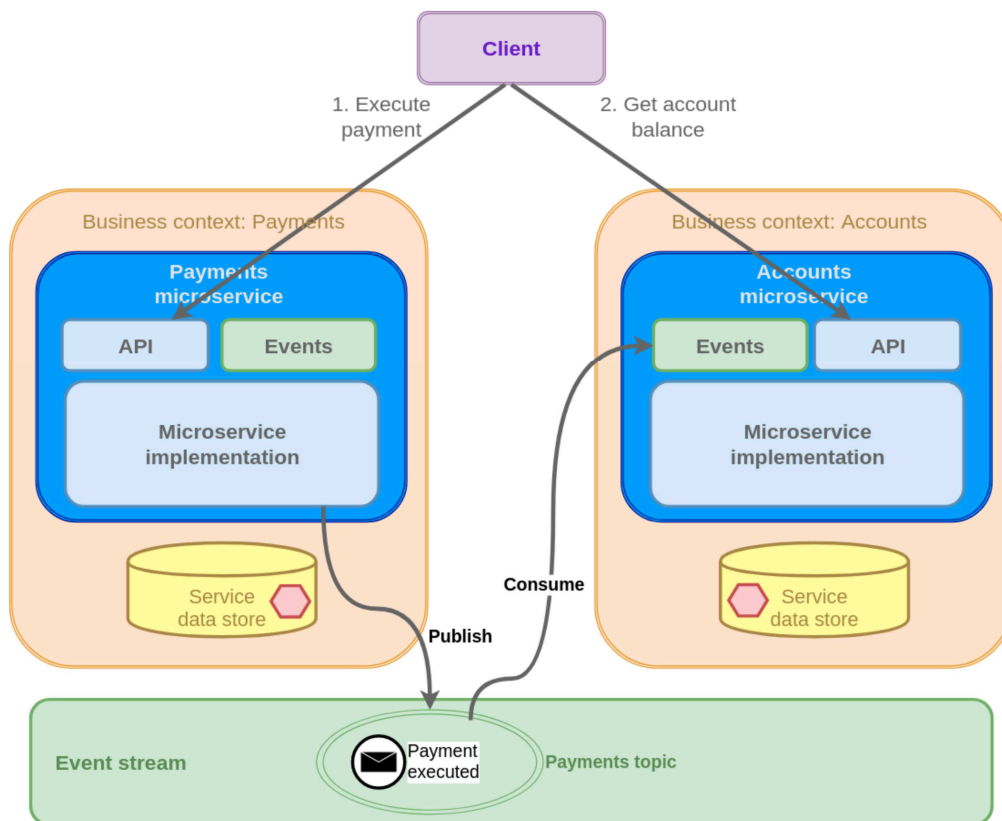 Client
1. Execute
payment
2. Get account
balance
Business context: Payments
Business context: Accounts
Payments
microservice
Accounts
microservice
API
Events
Events
API
Microservice
implementation
Microservice
implementation
Service
data store
Service
data store
Consume
Publish
Event stream
Payment
executed
Payments topic